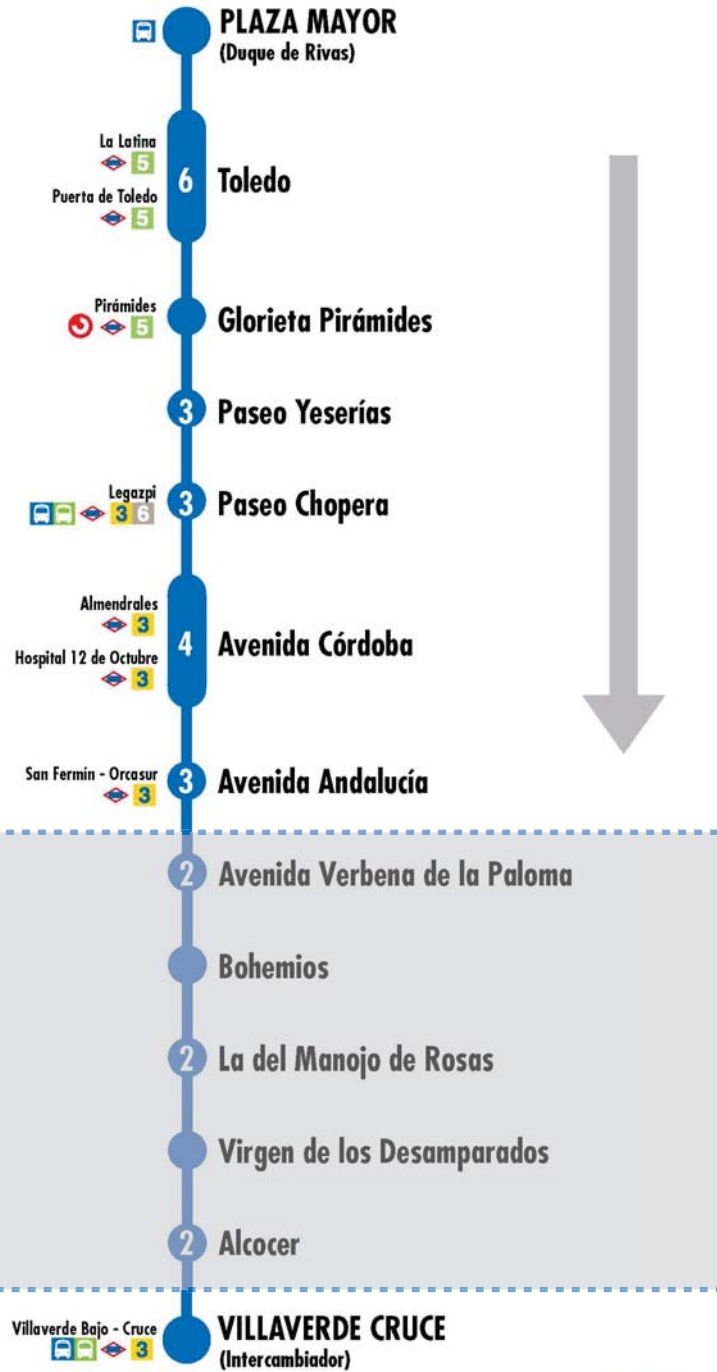 PLAZA MAYOR
(Duque de Rivas)
La Latina
5
Puerta de Toledo
5
6
Toledo
Pirámides
5
Glorieta Pirámides
3
Paseo Yeserías
Legazpi
3 6
3
Paseo Chopera
Almendrales
3
Hospital 12 de Octubre
3
4
Avenida Córdoba
San Fermín - Orcasur
3
3
Avenida Andalucía
2
Avenida Verbena de la Paloma
Bohemios
2
La del Manojo de Rosas
Virgen de los Desamparados
2
Alcocer
Villaverde Bajo - Cruce
3
VILLAVERDE CRUCE
(Intercambiador)